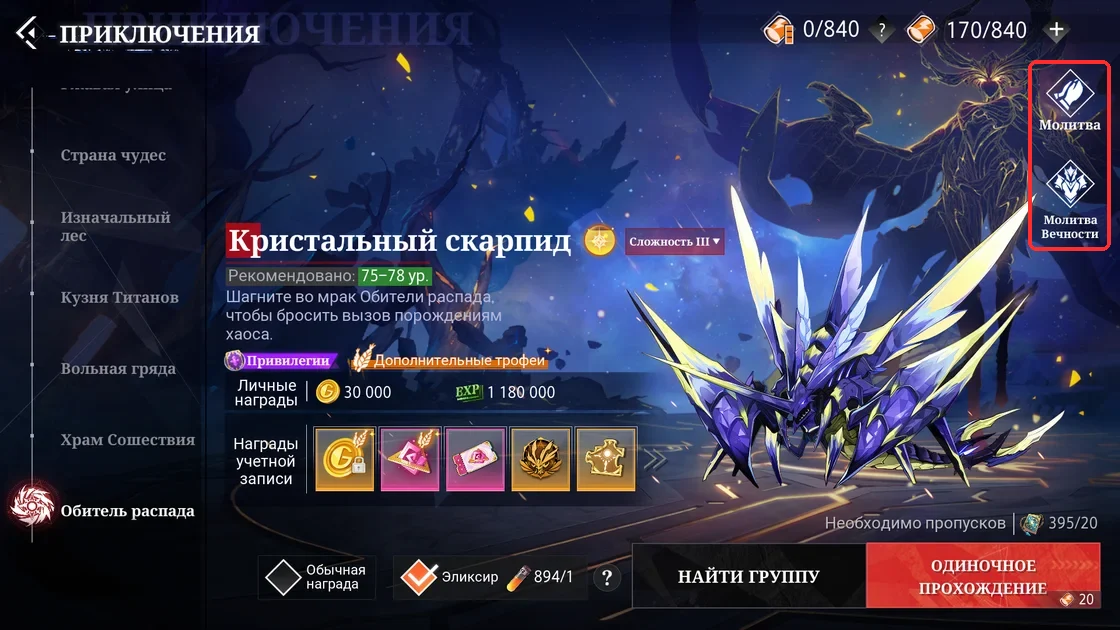 ПРИКЛЮЧЕНИЯ
0/840
?
170/840
+
Молитва
Молитва
Вечности
Страна чудес
Изначальный
лес
Кузня Титанов
Вольная гряда
Храм Сошествия
Обитель распада
Кристальный скарпид
Сложность III ▼
Рекомендовано: 75–78 ур.
Шагните во мрак Обители распада,
чтобы бросить вызов порождениям
хаоса.
Привилегии
Дополнительные трофеи
Личные
награды
G 30 000
EXP 1 180 000
Награды
учетной
записи
Необходимо пропусков
395/20
Обычная
награда
Эликсир
894/1
?
НАЙТИ ГРУППУ
ОДИНОЧНОЕ
ПРОХОЖДЕНИЕ
20